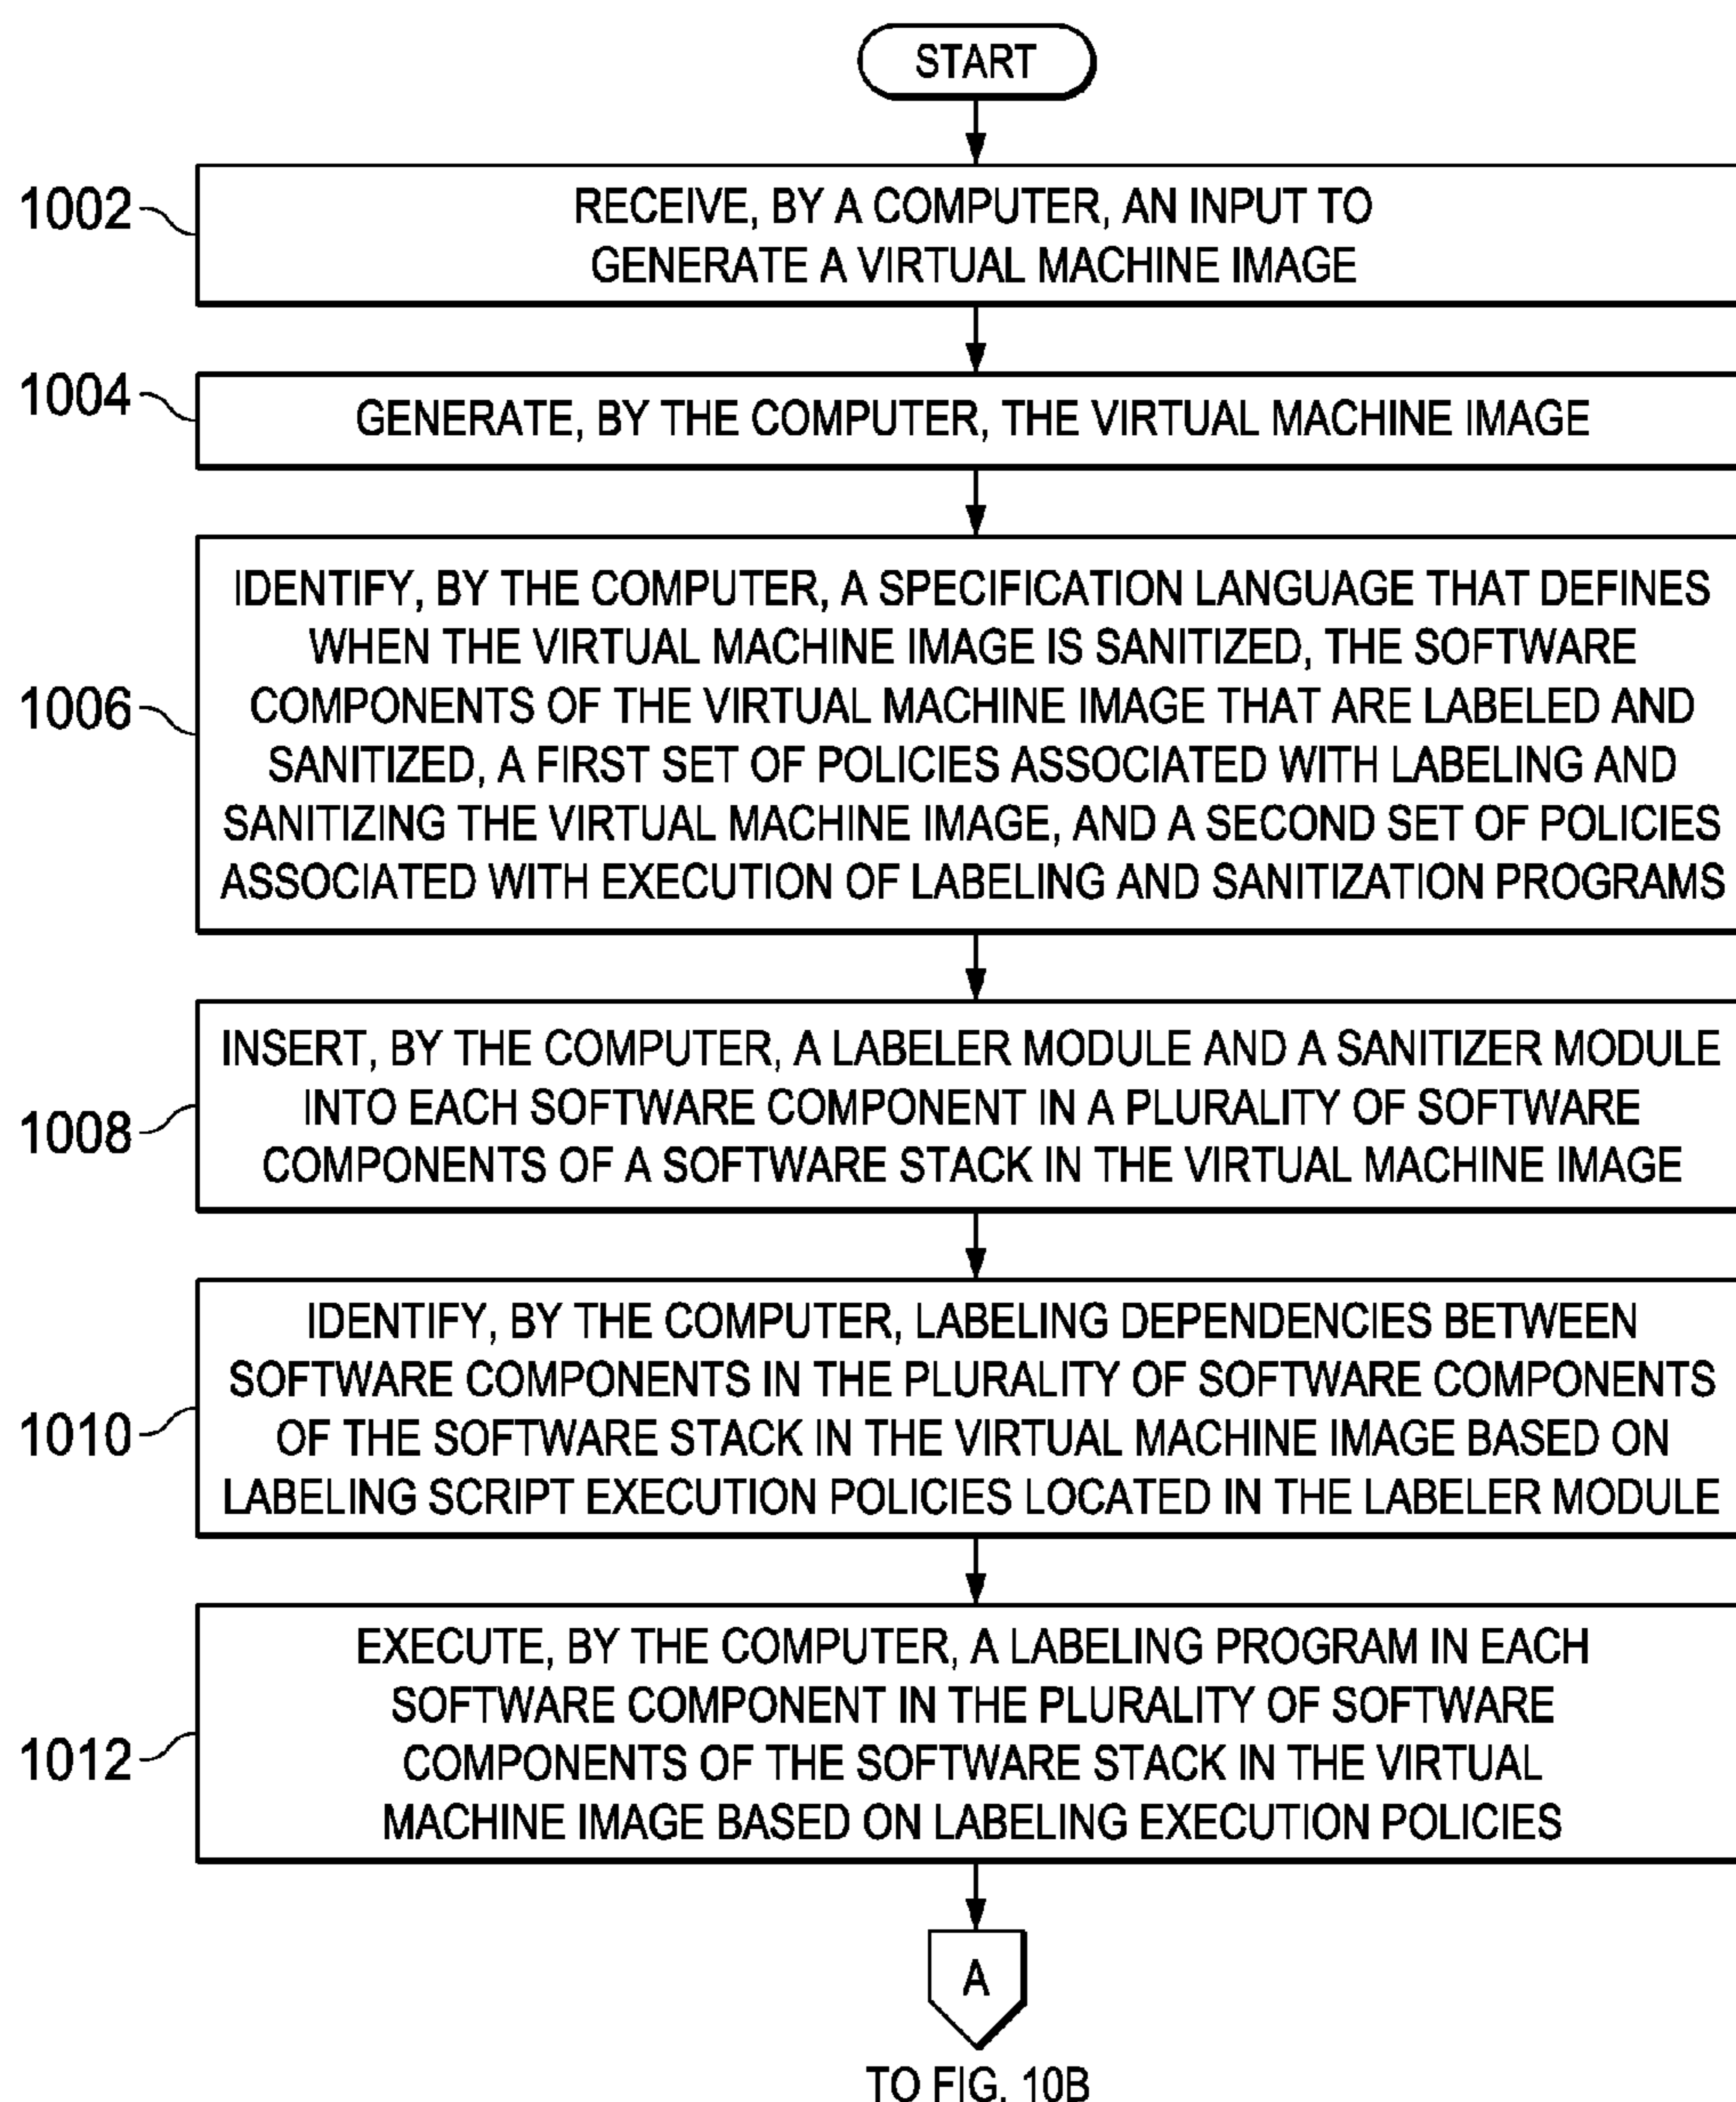 START
1002
RECEIVE, BY A COMPUTER, AN INPUT TO
GENERATE A VIRTUAL MACHINE IMAGE
1004
GENERATE, BY THE COMPUTER, THE VIRTUAL MACHINE IMAGE
1006
IDENTIFY, BY THE COMPUTER, A SPECIFICATION LANGUAGE THAT DEFINES
WHEN THE VIRTUAL MACHINE IMAGE IS SANITIZED, THE SOFTWARE
COMPONENTS OF THE VIRTUAL MACHINE IMAGE THAT ARE LABELED AND
SANITIZED, A FIRST SET OF POLICIES ASSOCIATED WITH LABELING AND
SANITIZING THE VIRTUAL MACHINE IMAGE, AND A SECOND SET OF POLICIES
ASSOCIATED WITH EXECUTION OF LABELING AND SANITIZATION PROGRAMS
1008
INSERT, BY THE COMPUTER, A LABELER MODULE AND A SANITIZER MODULE
INTO EACH SOFTWARE COMPONENT IN A PLURALITY OF SOFTWARE
COMPONENTS OF A SOFTWARE STACK IN THE VIRTUAL MACHINE IMAGE
1010
IDENTIFY, BY THE COMPUTER, LABELING DEPENDENCIES BETWEEN
SOFTWARE COMPONENTS IN THE PLURALITY OF SOFTWARE COMPONENTS
OF THE SOFTWARE STACK IN THE VIRTUAL MACHINE IMAGE BASED ON
LABELING SCRIPT EXECUTION POLICIES LOCATED IN THE LABELER MODULE
1012
EXECUTE, BY THE COMPUTER, A LABELING PROGRAM IN EACH
SOFTWARE COMPONENT IN THE PLURALITY OF SOFTWARE
COMPONENTS OF THE SOFTWARE STACK IN THE VIRTUAL
MACHINE IMAGE BASED ON LABELING EXECUTION POLICIES
A
TO FIG. 10B